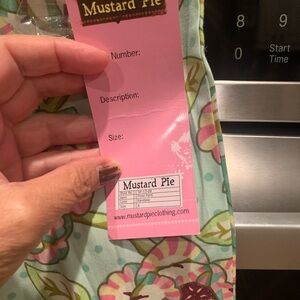 Mustard Pie
Number:
Description:
Size:
Mustard Pie
www.mustardpieclothing.com
8
9
0
Start
Time